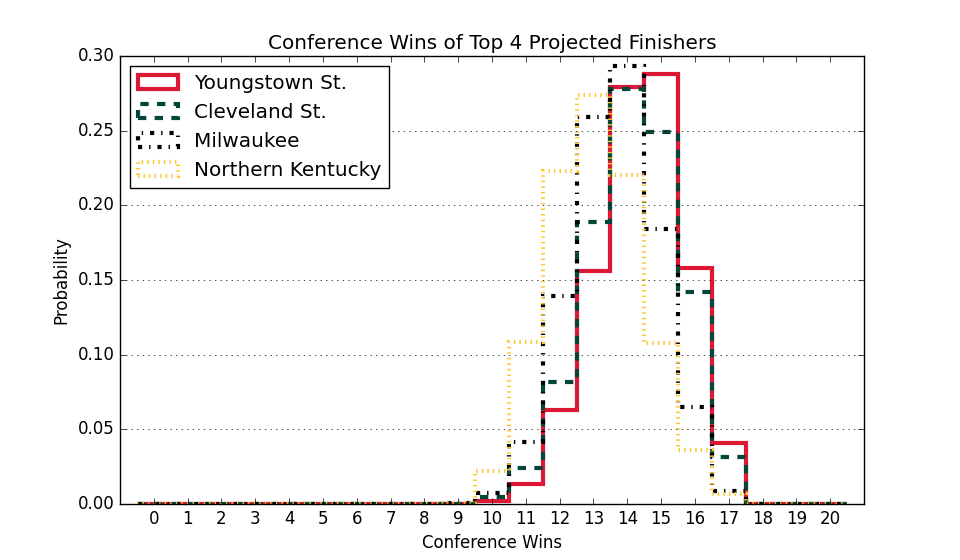 Conference Wins of Top 4 Projected Finishers
0.30
0.25
0.20
0.15
0.10
0.05
0.00
Probability
Youngstown St.
Cleveland St.
Milwaukee
Northern Kentucky
0 1 2 3 4 5 6 7 8 9 10 11 12 13 14 15 16 17 18 19 20
Conference Wins